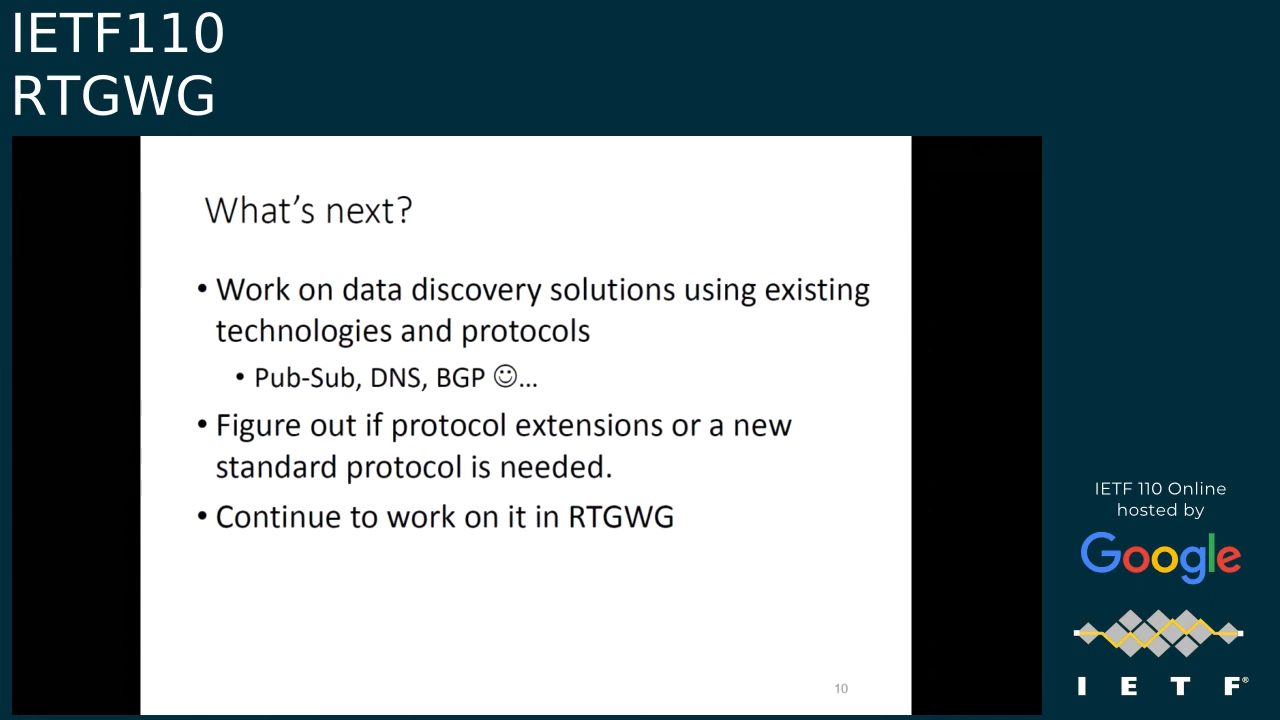 IETF110
RTGWG
What's next?
• Work on data discovery solutions using existing
technologies and protocols
• Pub-Sub, DNS, BGP ☺...
• Figure out if protocol extensions or a new
standard protocol is needed.
• Continue to work on it in RTGWG
10
IETF 110 Online
hosted by
Google
I E T F®